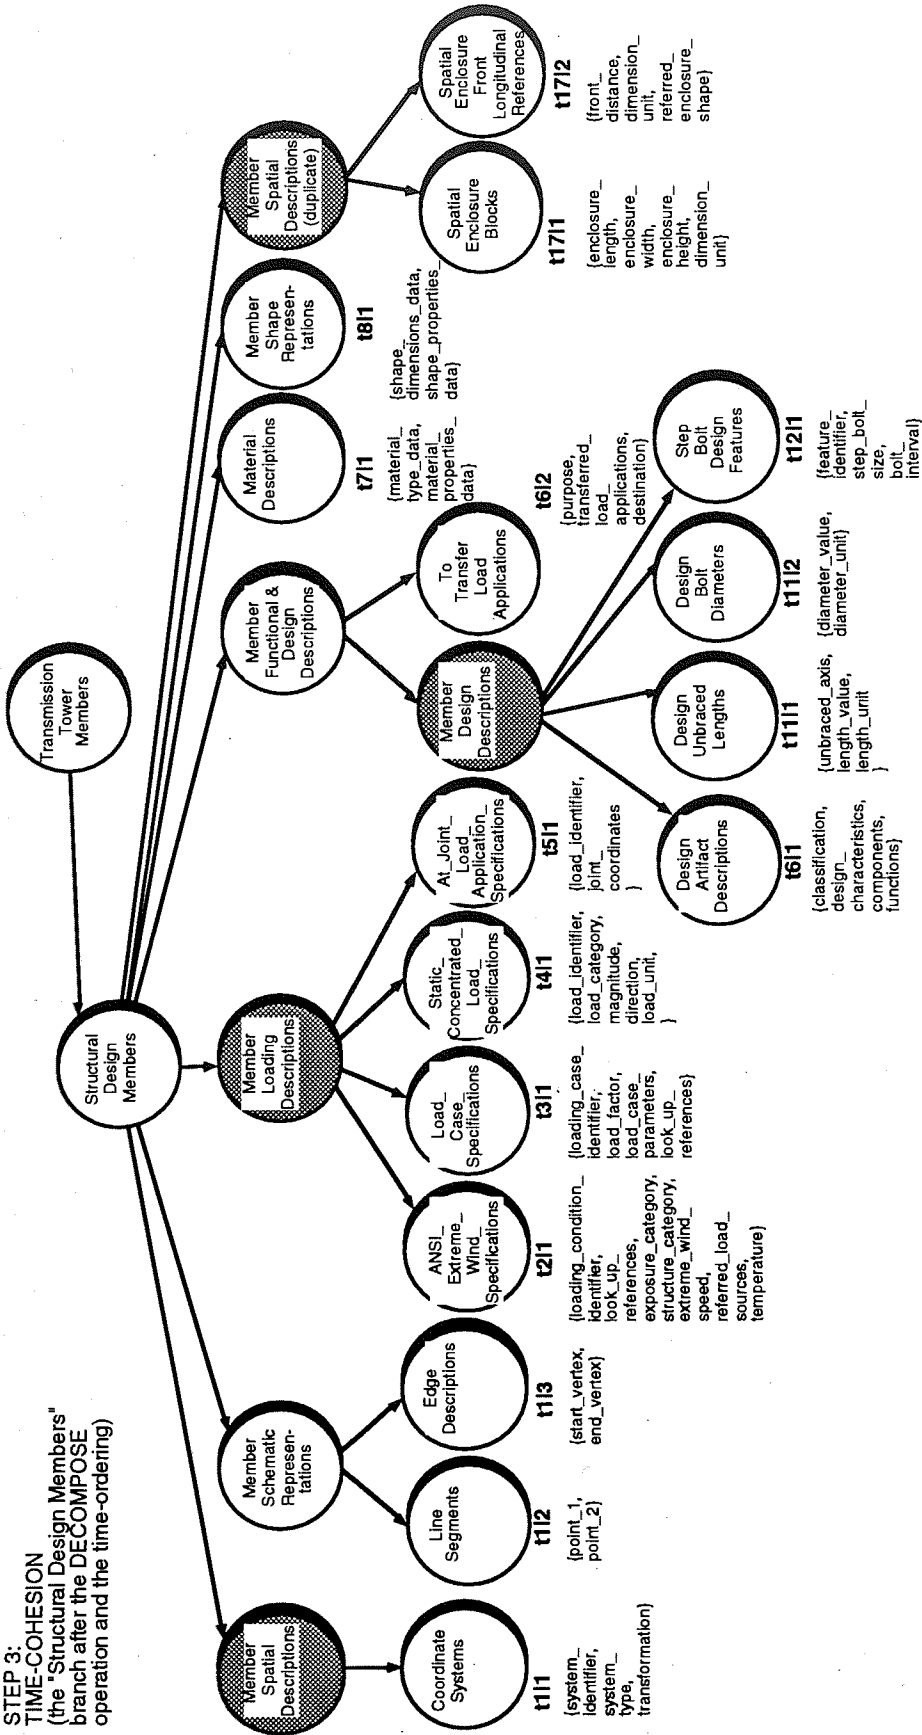 STEP 3:
TIME-COHESION
(the "Structural Design Members"
branch after the DECOMPOSE
operation and the time-ordering)
Transmission
Tower
Members
Structural
Design
Members
Member
Spatial
Descriptions
Member
Schematic
Represen-
tations
Member
Loading
Descriptions
Member
Functional &
Design
Descriptions
Material
Descriptions
t7|1
{material_
type_data,
material_
properties_
data}
Member
Shape
Represen-
tations
t8|1
{shape_
dimensions_data,
shape_properties_
data}
Member
Spatial
Descriptions
(duplicate)
Coordinate
Systems
t1|1
{system_
identifier,
system_
type,
transformation}
Line
Segments
t1|2
{point_1,
point_2}
Edge
Descriptions
t1|3
{start_vertex,
end_vertex}
ANSI_
Extreme_
Wind_
Specifications
t2|1
{loading_condition_
identifier,
look_up_
references,
exposure_category,
structure_category,
extreme_wind_
speed,
referred_load_
sources,
temperature}
Load_
Case_
Specifications
t3|1
{loading_case_
identifier,
load_factor,
load_case_
parameters,
look_up_
references}
Static_
Concentrated_
Load_
Specifications
t4|1
{load_identifier,
load_category,
magnitude,
direction,
load_unit,
}
At_Joint_
Load_
Application_
Specifications
t5|1
{load_identifier,
joint_
coordinates
}
Member
Design
Descriptions
To
Transfer
Load
Applications
t6|2
{purpose,
transferred_
load_
applications,
destination}
Spatial
Enclosure
Blocks
t17|1
{enclosure_
length,
enclosure_
width,
enclosure_
height,
dimension_
unit}
Spatial
Enclosure
Front
Longitudinal
References
t17|2
{front_
distance,
dimension_
unit,
referred_
enclosure_
shape}
Design
Artifact
Descriptions
t6|1
{classification,
design_
characteristics,
components,
functions}
Design
Unbraced
Lengths
t11|1
{unbraced_axis,
length_value,
length_unit
}
Design
Bolt
Diameters
t11|2
{diameter_value,
diameter_unit}
Step
Bolt
Design
Features
t12|1
{feature_
identifier,
step_bolt_
size,
bolt_
interval}